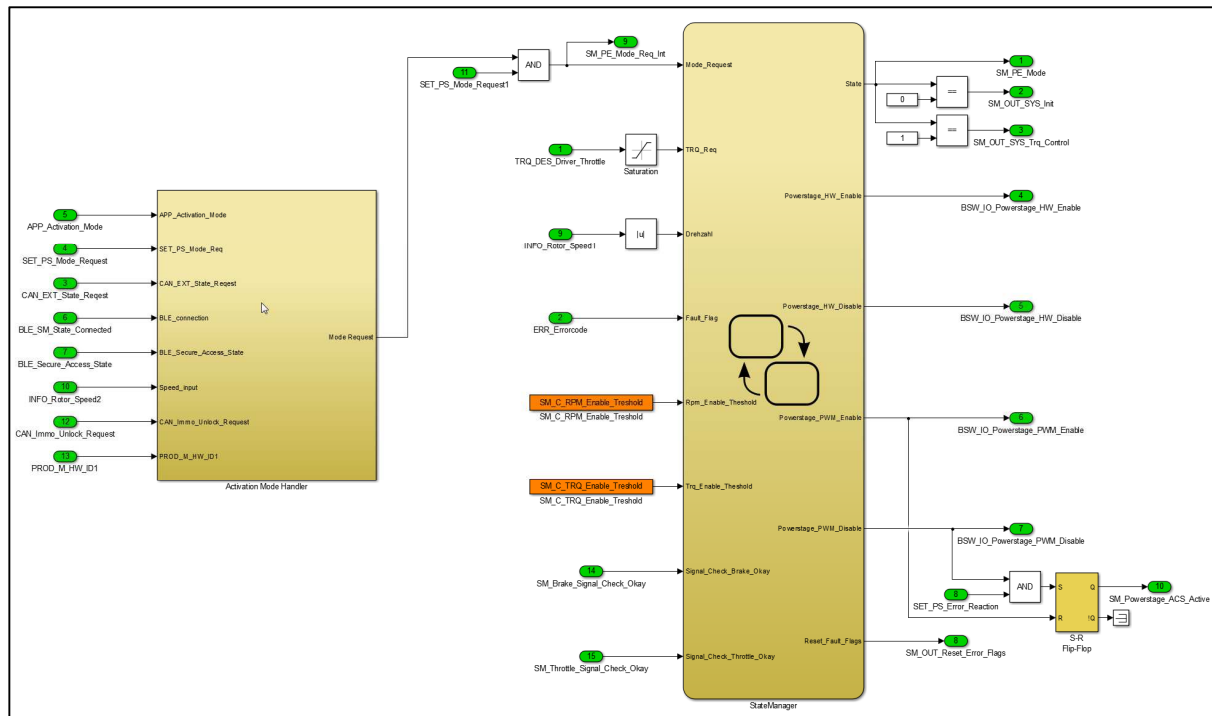 5
APP_Activation_Mode
4
SET_PS_Mode_Request
3
CAN_EXT_State_Reqest
6
BLE_SM_State_Connected
7
BLE_Secure_Access_State
10
INFO_Rotor_Speed2
12
CAN_Immo_Unlock_Request
13
PROD_M_HW_ID1
APP_Activation_Mode
SET_PS_Mode_Req
CAN_EXT_State_Reqest
BLE_connection
BLE_Secure_Access_State
Speed_input
CAN_Immo_Unlock_Request
PROD_M_HW_ID1
Mode Request
Activation Mode Handler
11
SET_PS_Mode_Request1
AND
9
SM_PE_Mode_Req_Int
1
TRQ_DES_Driver_Throttle
Saturation
9
INFO_Rotor_Speed1
|u|
2
ERR_Errorcode
SM_C_RPM_Enable_Treshold
SM_C_RPM_Enable_Treshold
SM_C_TRQ_Enable_Treshold
SM_C_TRQ_Enable_Treshold
14
SM_Brake_Signal_Check_Okay
15
SM_Throttle_Signal_Check_Okay
Mode_Request
TRQ_Req
Drehzahl
Fault_Flag
Rpm_Enable_Theshold
Trq_Enable_Theshold
Signal_Check_Brake_Okay
Signal_Check_Throttle_Okay
State
Powerstage_HW_Enable
Powerstage_HW_Disable
Powerstage_PWM_Enable
Powerstage_PWM_Disable
Reset_Fault_Flags
StateManager
1
SM_PE_Mode
0
==
2
SM_OUT_SYS_Init
1
==
3
SM_OUT_SYS_Trq_Control
4
BSW_IO_Powerstage_HW_Enable
5
BSW_IO_Powerstage_HW_Disable
6
BSW_IO_Powerstage_PWM_Enable
7
BSW_IO_Powerstage_PWM_Disable
8
SET_PS_Error_Reaction
AND
S
R
Q
!Q
S-R
Flip-Flop
10
SM_Powerstage_ACS_Active
8
SM_OUT_Reset_Error_Flags